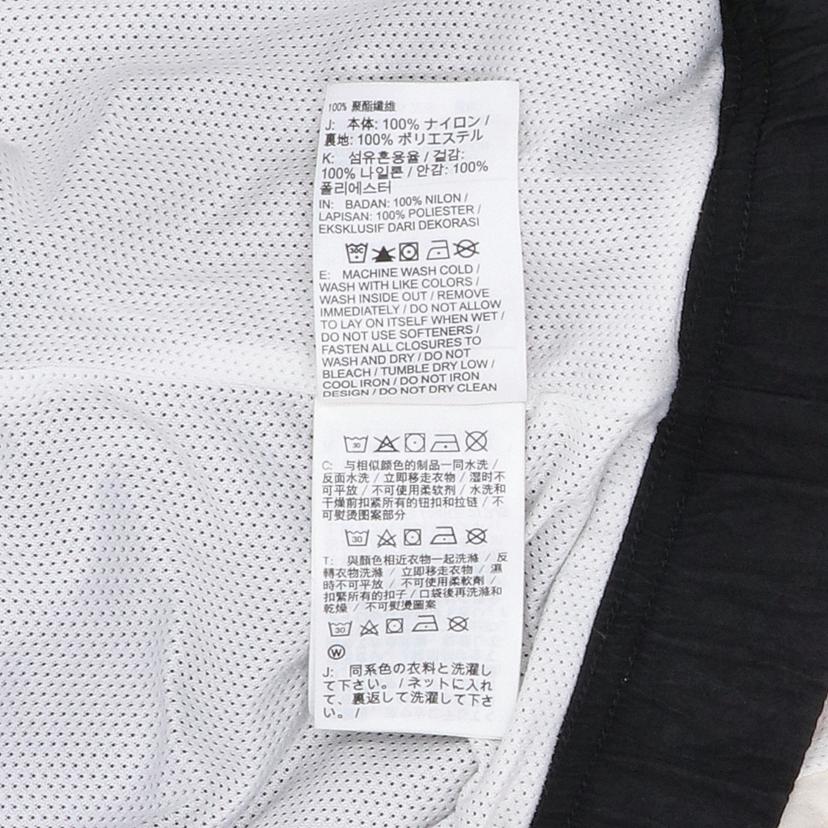 100% 聚酯纖維
J: 本体: 100% ナイロン /
裏地: 100% ポリエステル
K: 섬유혼용율 / 겉감:
100% 나일론 / 안감: 100%
폴리에스터
IN: BADAN: 100% NILON /
LAPISAN: 100% POLIESTER /
EKSKLUSIF DARI DEKORASI
30C
E: MACHINE WASH COLD /
WASH WITH LIKE COLORS /
WASH INSIDE OUT / REMOVE
IMMEDIATELY / DO NOT ALLOW
TO LAY ON ITSELF WHEN WET /
DO NOT USE SOFTENERS /
FASTEN ALL CLOSURES TO
WASH AND DRY / DO NOT
BLEACH / TUMBLE DRY LOW /
COOL IRON / DO NOT IRON
DESIGN / DO NOT DRY CLEAN
30
C: 与相似颜色的制品一同水洗 /
反面水洗 / 立即移走衣物 / 湿时不
可平放 / 不可使用柔软剂 / 水洗和
干燥前扣紧所有的钮扣和拉链 / 不
可熨烫图案部分
30
T: 與顏色相近衣物一起洗滌 / 反
轉衣物洗滌 / 立即移走衣物 / 濕
時不可平放 / 不可使用柔軟劑 /
扣緊所有的扣子 / 口袋後再洗滌和
乾燥 / 不可熨燙圖案
30
W
J: 同系色の衣料と洗濯し
て下さい。 / ネットに入れ
て、裏返して洗濯して下さ
い。 /